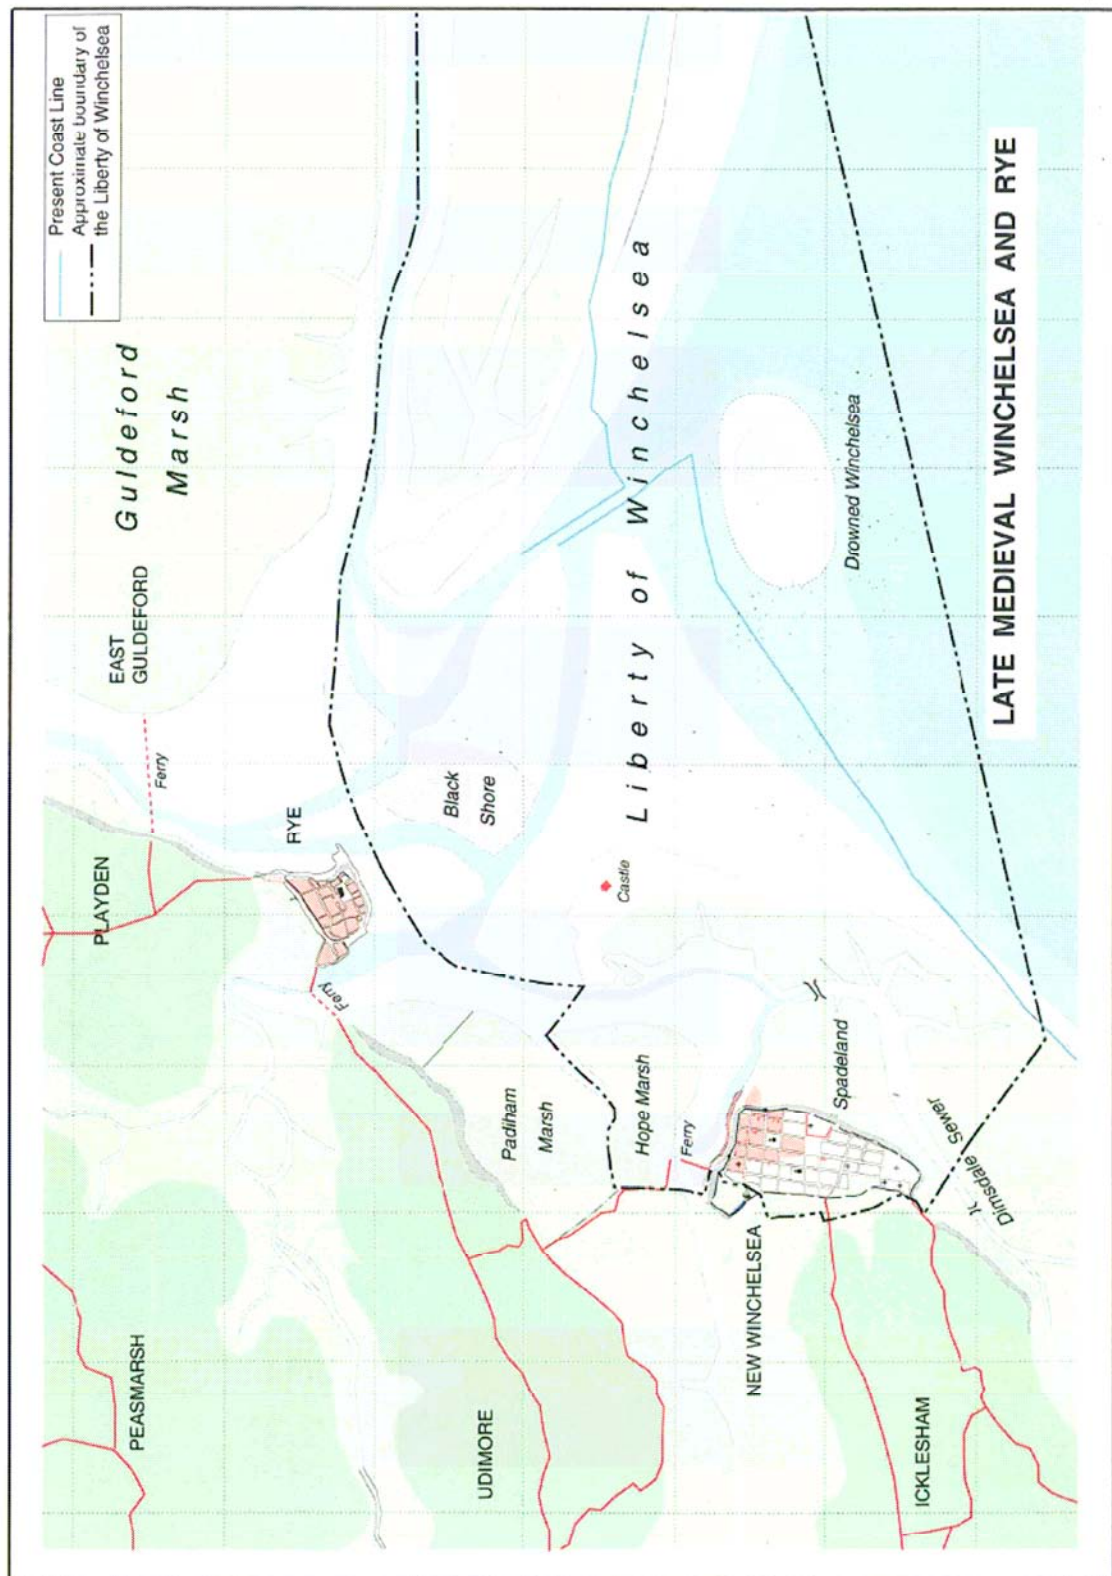 Present Coast Line
Approximate boundary of
the Liberty of Winchelsea
Guldeford
Marsh
EAST
GULDEFORD
Ferry
PLAYDEN
RYE
Ferry
Black
Shore
Liberty of Winchelsea
Drowned Winchelsea
Castle
Padiham
Marsh
Hope Marsh
Ferry
Spadeland
Dimsdale Sewer
PEASMARSH
UDIMORE
NEW WINCHELSEA
ICKLESHAM
LATE MEDIEVAL WINCHELSEA AND RYE